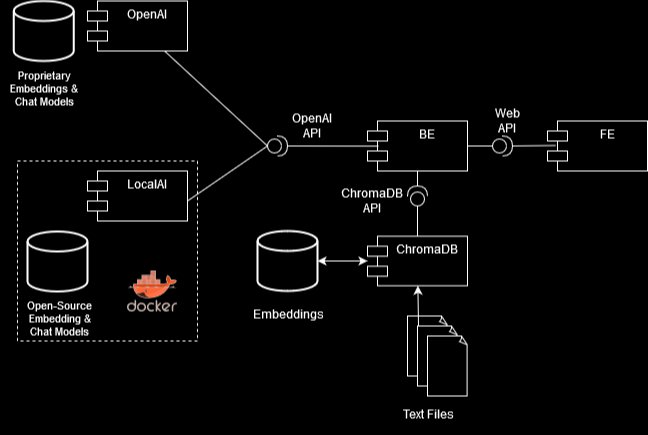 OpenAI
Proprietary
Embeddings &
Chat Models
OpenAI
API
BE
Web
API
FE
LocalAI
ChromaDB
API
Open-Source
Embedding &
Chat Models
docker
ChromaDB
Embeddings
Text Files